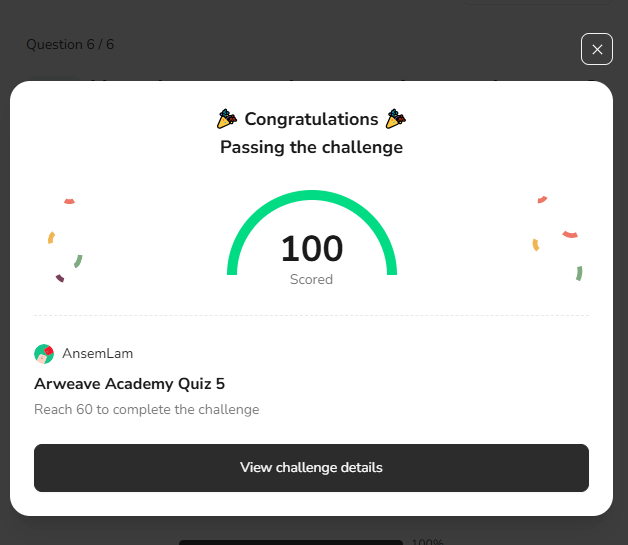 Question 6 / 6
Congratulations
Passing the challenge
100
Scored
AnsemLam
Arweave Academy Quiz 5
Reach 60 to complete the challenge
View challenge details
100%